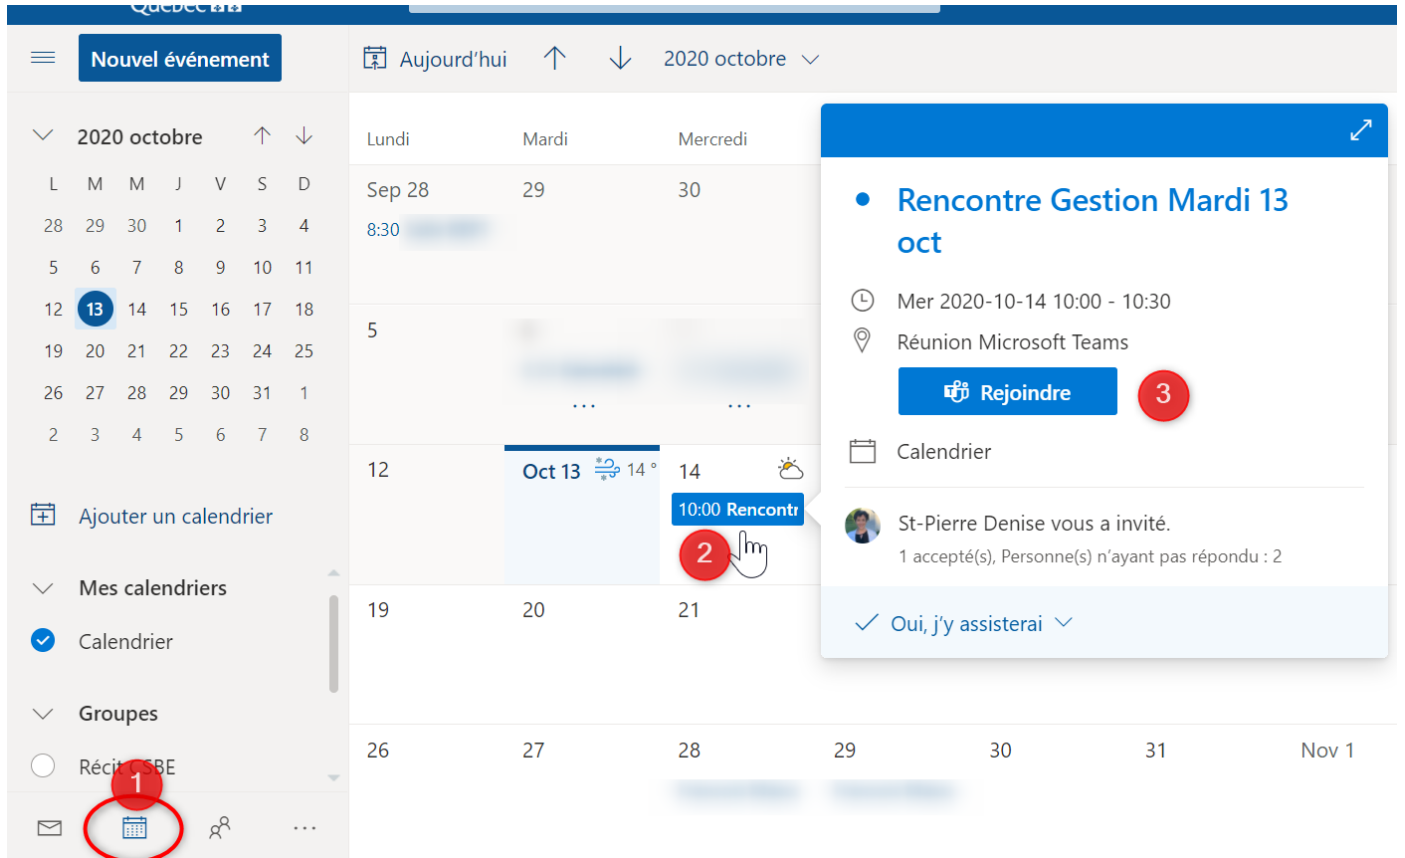 Québec
Nouvel événement
Aujourd'hui
2020 octobre
2020 octobre
L M M J V S D
28 29 30 1 2 3 4
5 6 7 8 9 10 11
12 13 14 15 16 17 18
19 20 21 22 23 24 25
26 27 28 29 30 31 1
2 3 4 5 6 7 8
Ajouter un calendrier
Mes calendriers
Calendrier
Groupes
Récit CSBE
1
Lundi Mardi Mercredi
Sep 28 29 30
8:30
5
12 Oct 13 14 ° 14
10:00 Rencontr
2
19 20 21
26 27 28 29 30 31 Nov 1
Rencontre Gestion Mardi 13
oct
Mer 2020-10-14 10:00 - 10:30
Réunion Microsoft Teams
Rejoindre
3
Calendrier
St-Pierre Denise vous a invité.
1 accepté(s), Personne(s) n'ayant pas répondu : 2
Oui, j'y assisterai